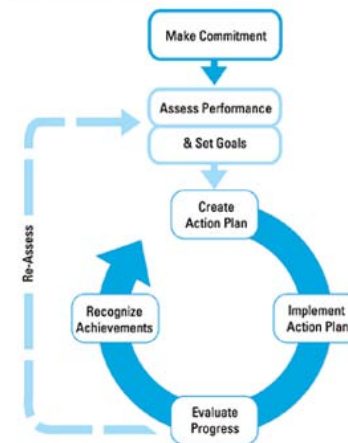 Make Commitment
Assess Performance
& Set Goals
Create
Action Plan
Implement
Action Plan
Evaluate
Progress
Recognize
Achievements
Re-Assess